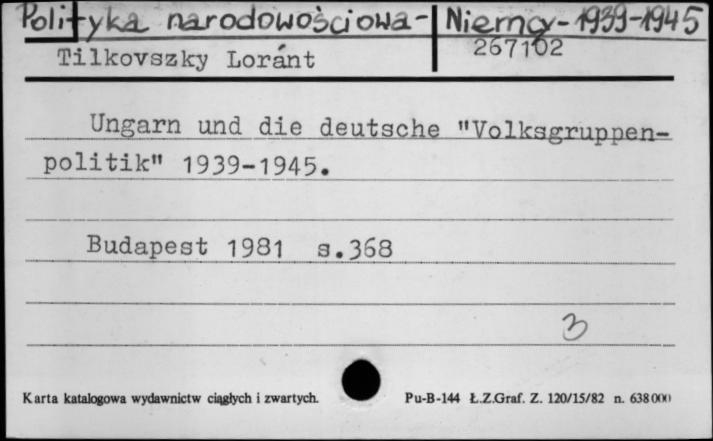 Polityka narodowościowa - Niemcy - 1939-1945
Tilkovszky Loránt 267102
Ungarn und die deutsche "Volksgruppen-
politik" 1939-1945.
Budapest 1981 s.368
3
Karta katalogowa wydawnictw ciągłych i zwartych. Pu-B-144 Ł.Z.Graf. Z. 120/15/82 n. 638000